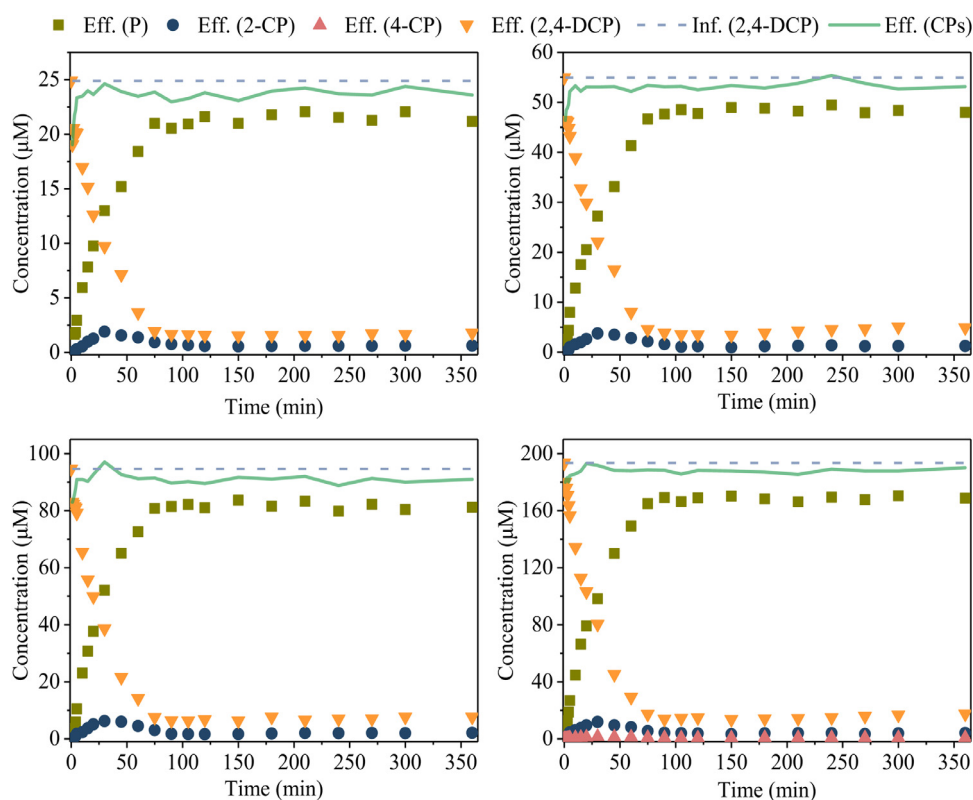 Eff. (P) Eff. (2-CP) Eff. (4-CP) Eff. (2,4-DCP) Inf. (2,4-DCP) Eff. (CPs)
30
25
20
15
10
5
0
Concentration (μM)
0 50 100 150 200 250 300 350
Time (min)
60
50
40
30
20
10
0
Concentration (μM)
0 50 100 150 200 250 300 350
Time (min)
100
80
60
40
20
0
Concentration (μM)
0 50 100 150 200 250 300 350
Time (min)
200
160
120
80
40
0
Concentration (μM)
0 50 100 150 200 250 300 350
Time (min)